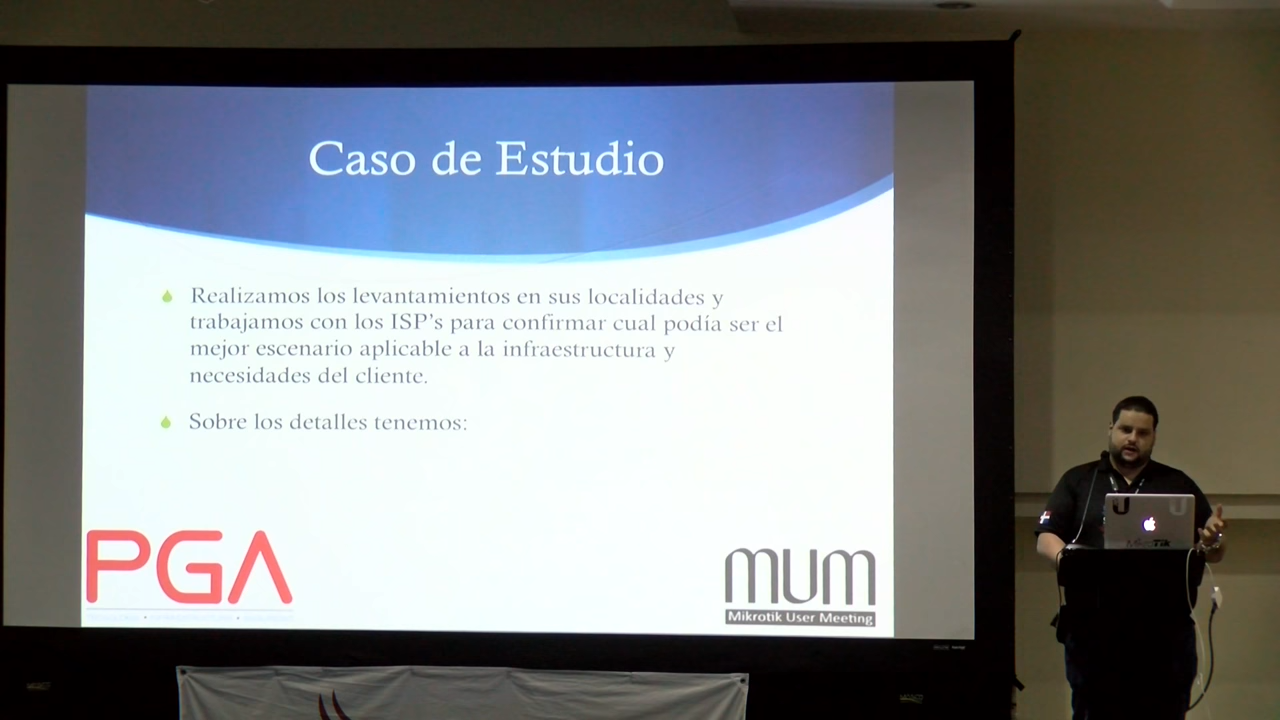 Caso de Estudio
Realizamos los levantamientos en sus localidades y
trabajamos con los ISP's para confirmar cual podía ser el
mejor escenario aplicable a la infraestructura y
necesidades del cliente.
Sobre los detalles tenemos:
PGA
mum
Mikrotik User Meeting